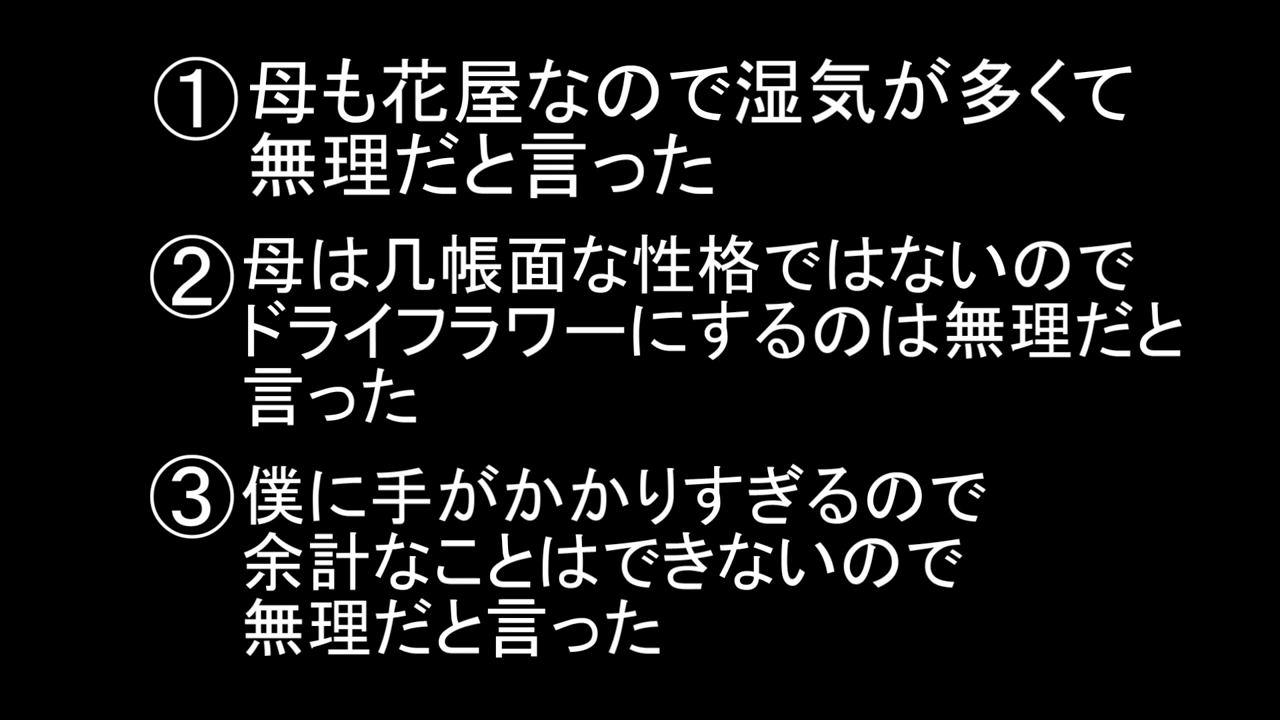 ①母も花屋なので湿気が多くて
無理だと言った
②母は几帳面な性格ではないので
ドライフラワーにするのは無理だと
言った
③僕に手がかかりすぎるので
余計なことはできないので
無理だと言った